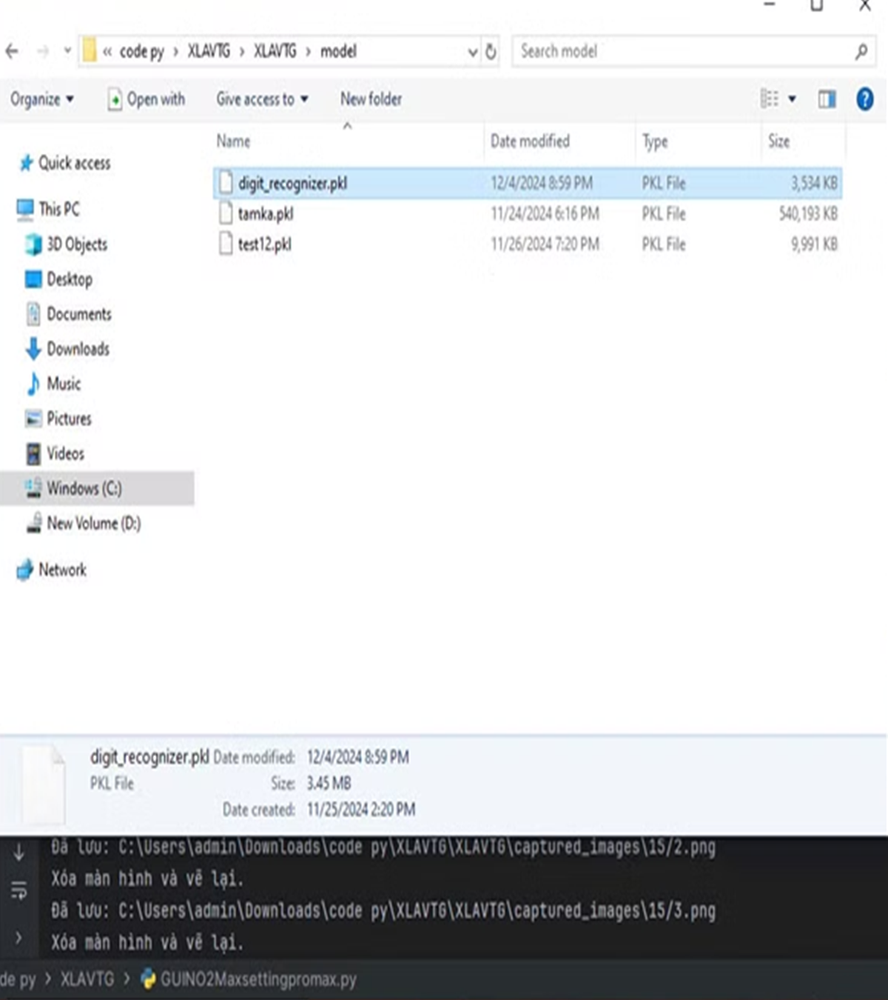 « code py › XLAVTG › XLAVTG › model
Search model
Organize
Open with
Give access to
New folder
?
Name
Date modified
Type
Size
Quick access
This PC
3D Objects
Desktop
Documents
Downloads
Music
Pictures
Videos
Windows (C:)
New Volume (D:)
Network
digit_recognizer.pkl 12/4/2024 8:59 PM PKL File 3,534 KB
tamka.pkl 11/24/2024 6:16 PM PKL File 540,193 KB
test12.pkl 11/26/2024 7:20 PM PKL File 9,991 KB
digit_recognizer.pkl Date modified: 12/4/2024 8:59 PM
PKL File Size: 3.45 MB
Date created: 11/25/2024 2:20 PM
Đã lưu: C:\Users\admin\Downloads\code py\XLAVTG\XLAVTG\captured_images\15/2.png
Xóa màn hình và vẽ lại.
Đã lưu: C:\Users\admin\Downloads\code py\XLAVTG\XLAVTG\captured_images\15/3.png
Xóa màn hình và vẽ lại.
de py › XLAVTG › GUINO2Maxsettingpromax.py